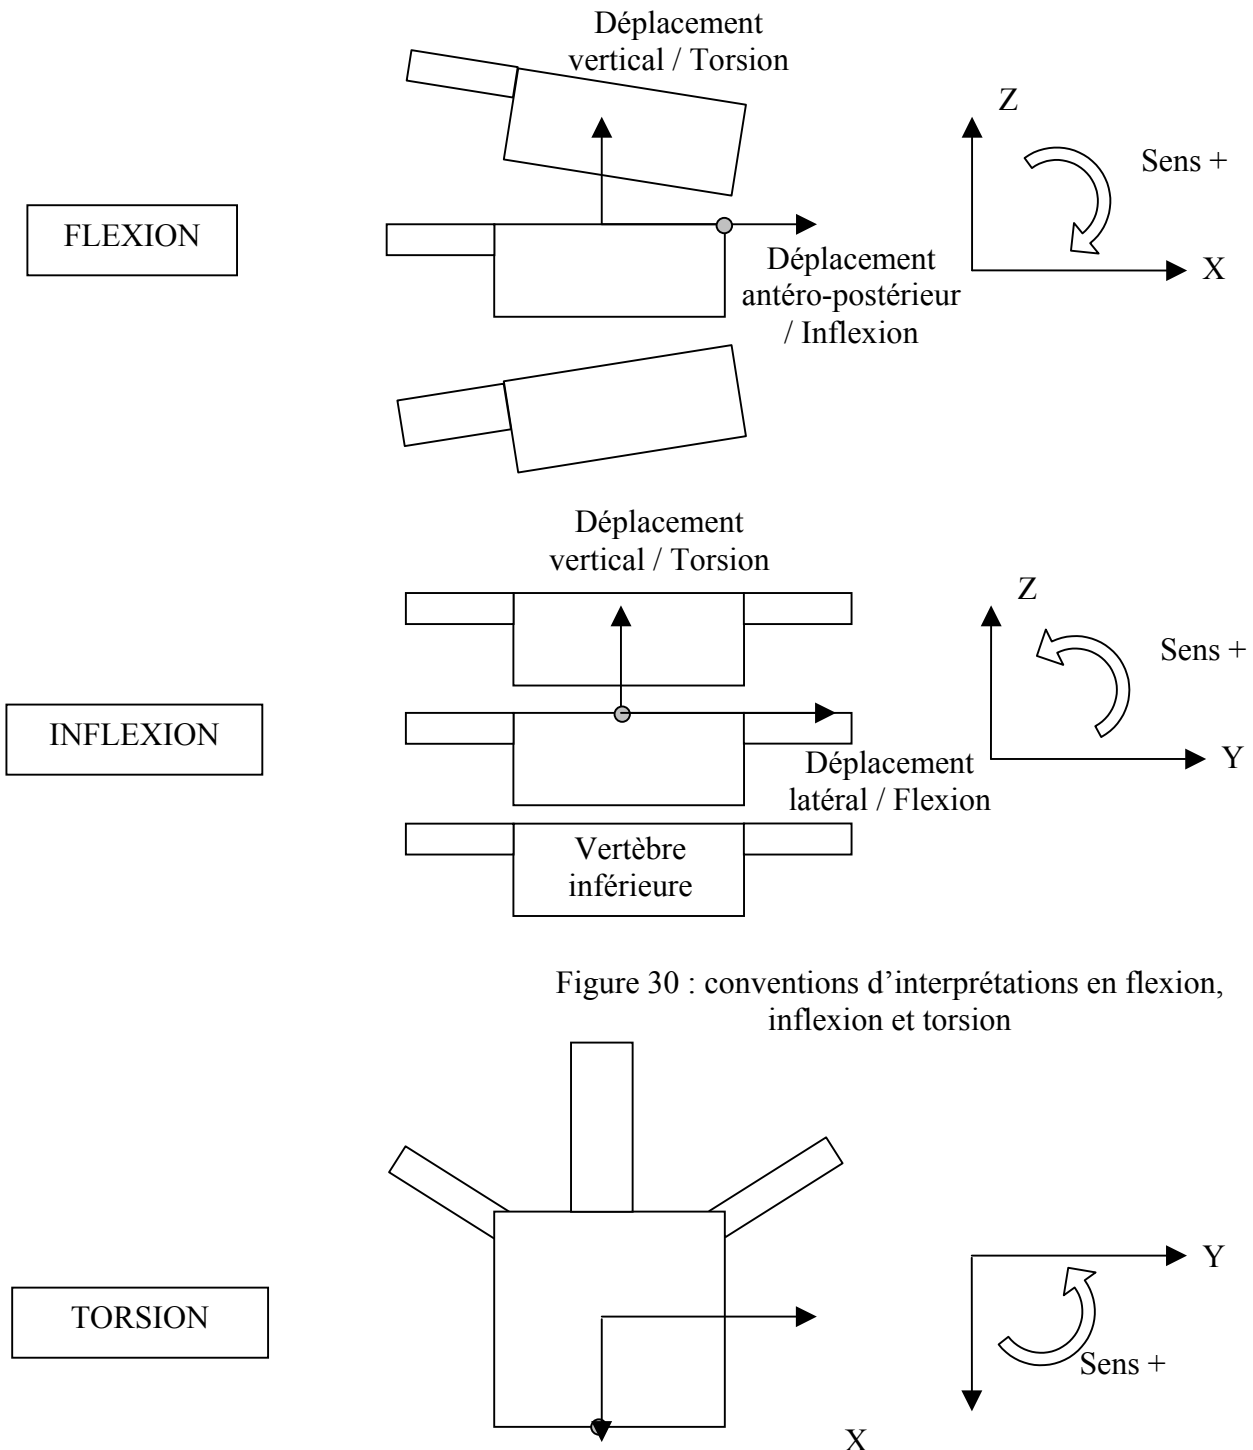 Déplacement
vertical / Torsion
Z
Sens +
FLEXION
X
Déplacement
antéro-postérieur
/ Inflexion
Déplacement
vertical / Torsion
Z
Sens +
INFLEXION
Y
Déplacement
latéral / Flexion
Vertèbre
inférieure
Figure 30 : conventions d’interprétations en flexion,
inflexion et torsion
Y
TORSION
Sens +
X